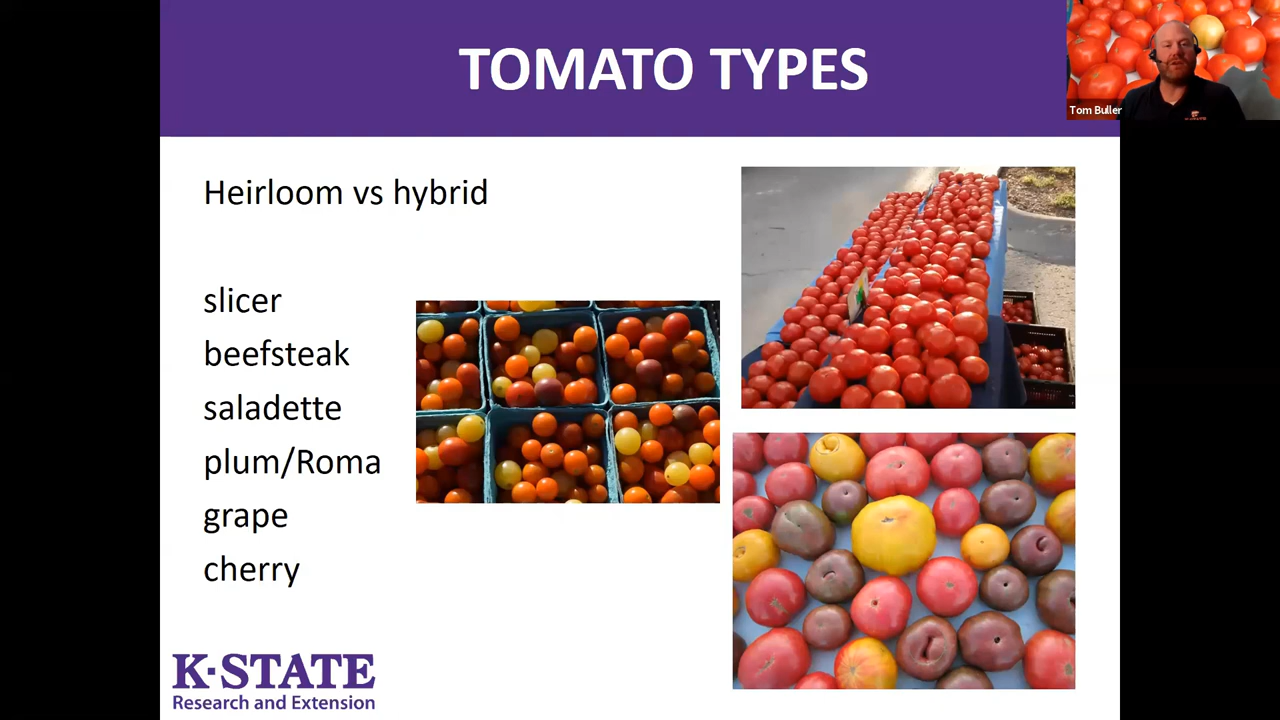 TOMATO TYPES
Tom Buller
Heirloom vs hybrid
slicer
beefsteak
saladette
plum/Roma
grape
cherry
K-STATE
Research and Extension